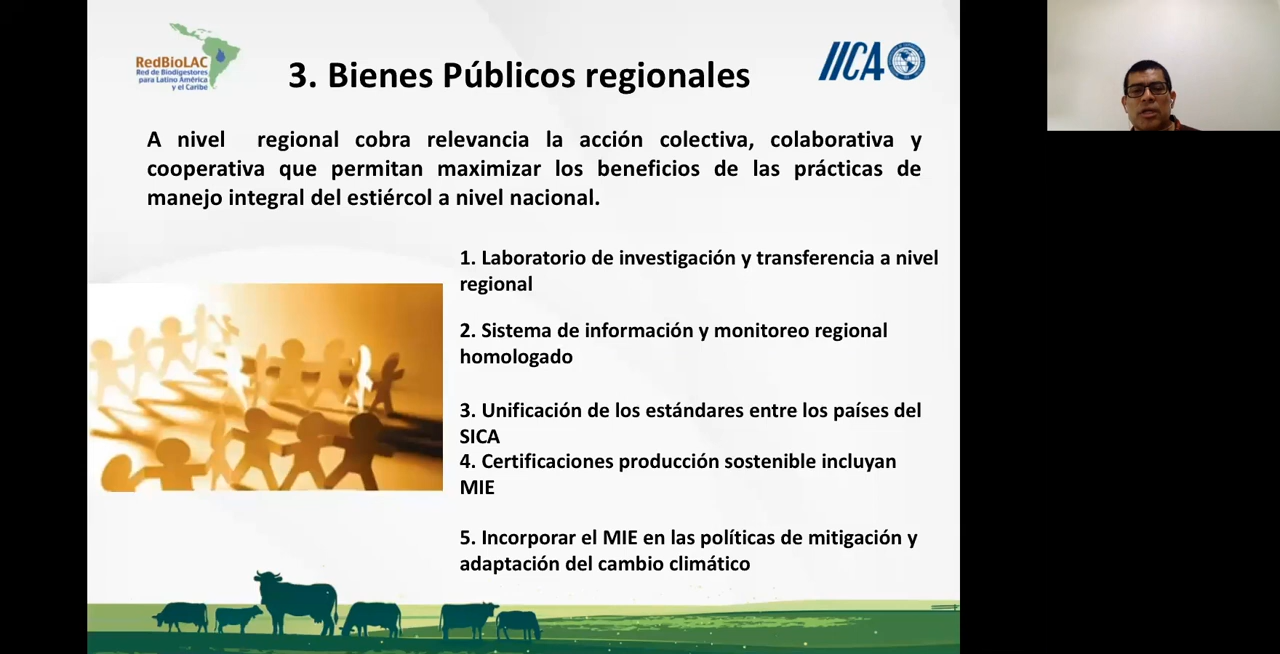 RedBioLAC
Red de Biodigestores
para Latino América
y el Caribe
3. Bienes Públicos regionales
IICA
A nivel regional cobra relevancia la acción colectiva, colaborativa y
cooperativa que permitan maximizar los beneficios de las prácticas de
manejo integral del estiércol a nivel nacional.
1. Laboratorio de investigación y transferencia a nivel
regional
2. Sistema de información y monitoreo regional
homologado
3. Unificación de los estándares entre los países del
SICA
4. Certificaciones producción sostenible incluyan
MIE
5. Incorporar el MIE en las políticas de mitigación y
adaptación del cambio climático